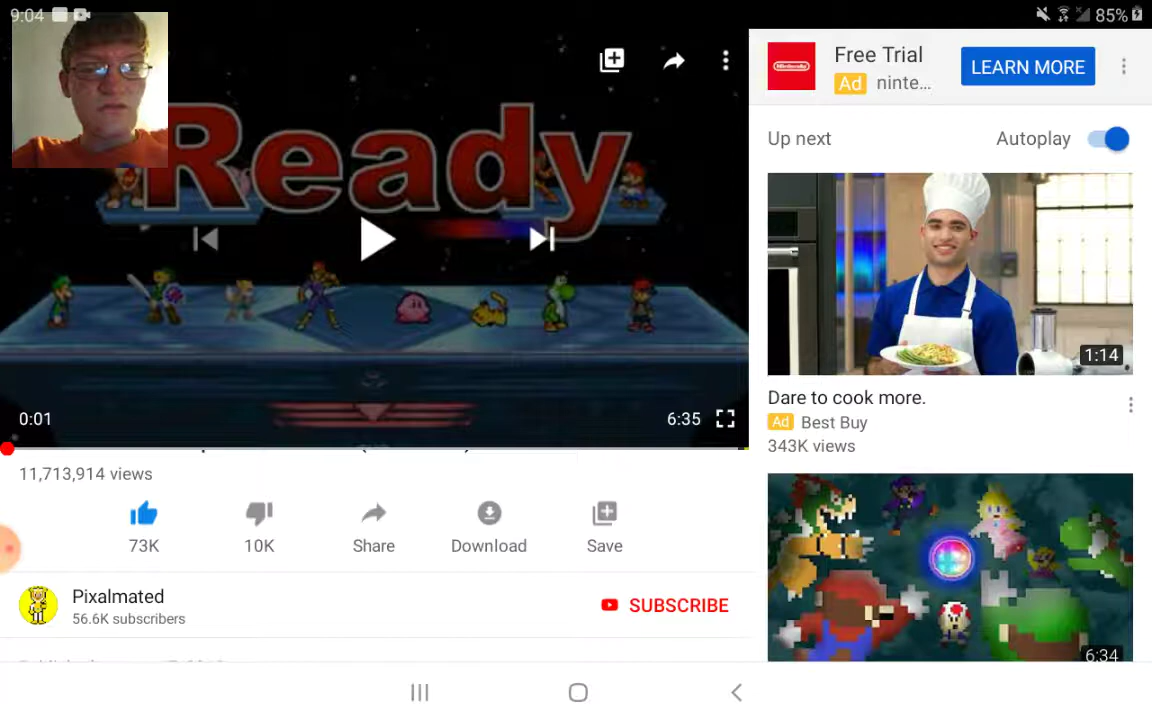 9:04
85%
Ready
0:01
6:35
11,713,914 views
73K
10K
Share
Download
Save
Pixalmated
56.6K subscribers
SUBSCRIBE
Nintendo
Free Trial
Ad ninte...
LEARN MORE
Up next
Autoplay
1:14
Dare to cook more.
Ad Best Buy
343K views
6:34